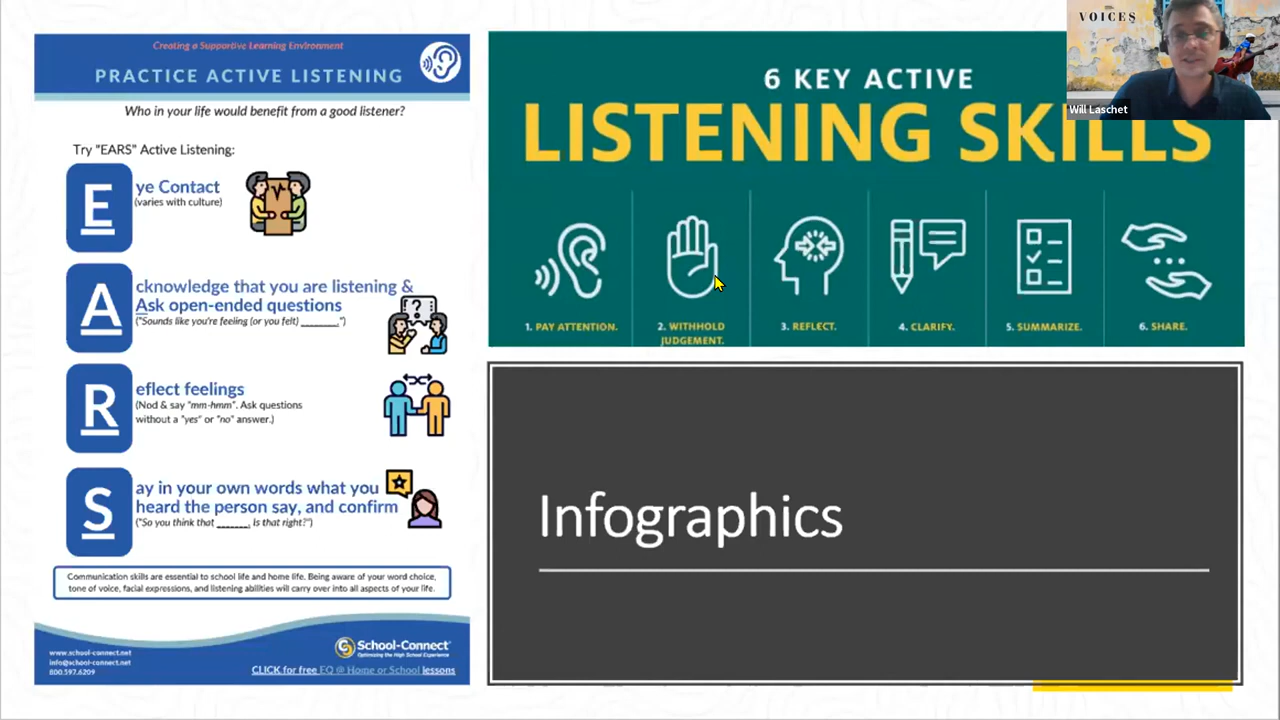 Creating a Supportive Learning Environment
PRACTICE ACTIVE LISTENING
Who in your life would benefit from a good listener?
Try "EARS" Active Listening:
Eye Contact
(varies with culture)
Acknowledge that you are listening &
Ask open-ended questions
("Sounds like you're feeling (or you felt) ________.")
?
Reflect feelings
(Nod & say "mm-hmm". Ask questions
without a "yes" or "no" answer.)
Say in your own words what you
heard the person say, and confirm
("So you think that _______. Is that right?")
Communication skills are essential to school life and home life. Being aware of your word choice,
tone of voice, facial expressions, and listening abilities will carry over into all aspects of your life.
www.school-connect.net
info@school-connect.net
800.597.6209
School-Connect
Optimizing the High School Experience
CLICK for free EQ @ Home or School lessons
6 KEY ACTIVE
LISTENING SKILLS
1. PAY ATTENTION.
2. WITHHOLD
JUDGEMENT.
3. REFLECT.
4. CLARIFY.
5. SUMMARIZE.
6. SHARE.
Infographics
VOICES
Will Laschet